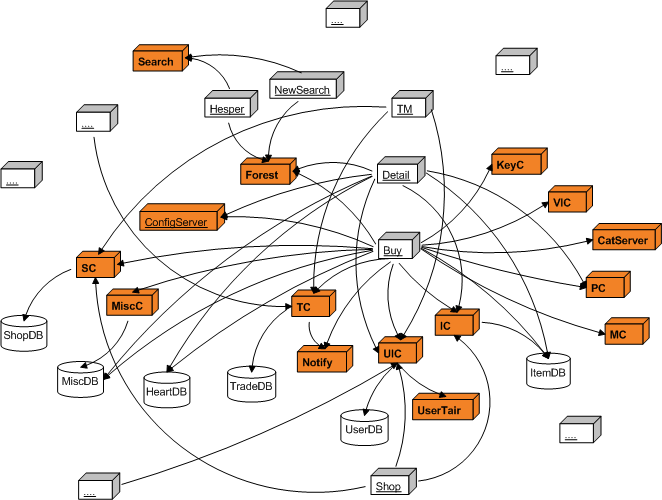 ....
Search
....
NewSearch
Hesper
TM
....
KeyC
....
Forest
Detail
VIC
ConfigServer
CatServer
Buy
SC
PC
MiscC
TC
IC
MC
ShopDB
Notify
UIC
MiscDB
HeartDB
TradeDB
ItemDB
UserTair
UserDB
....
Shop
....